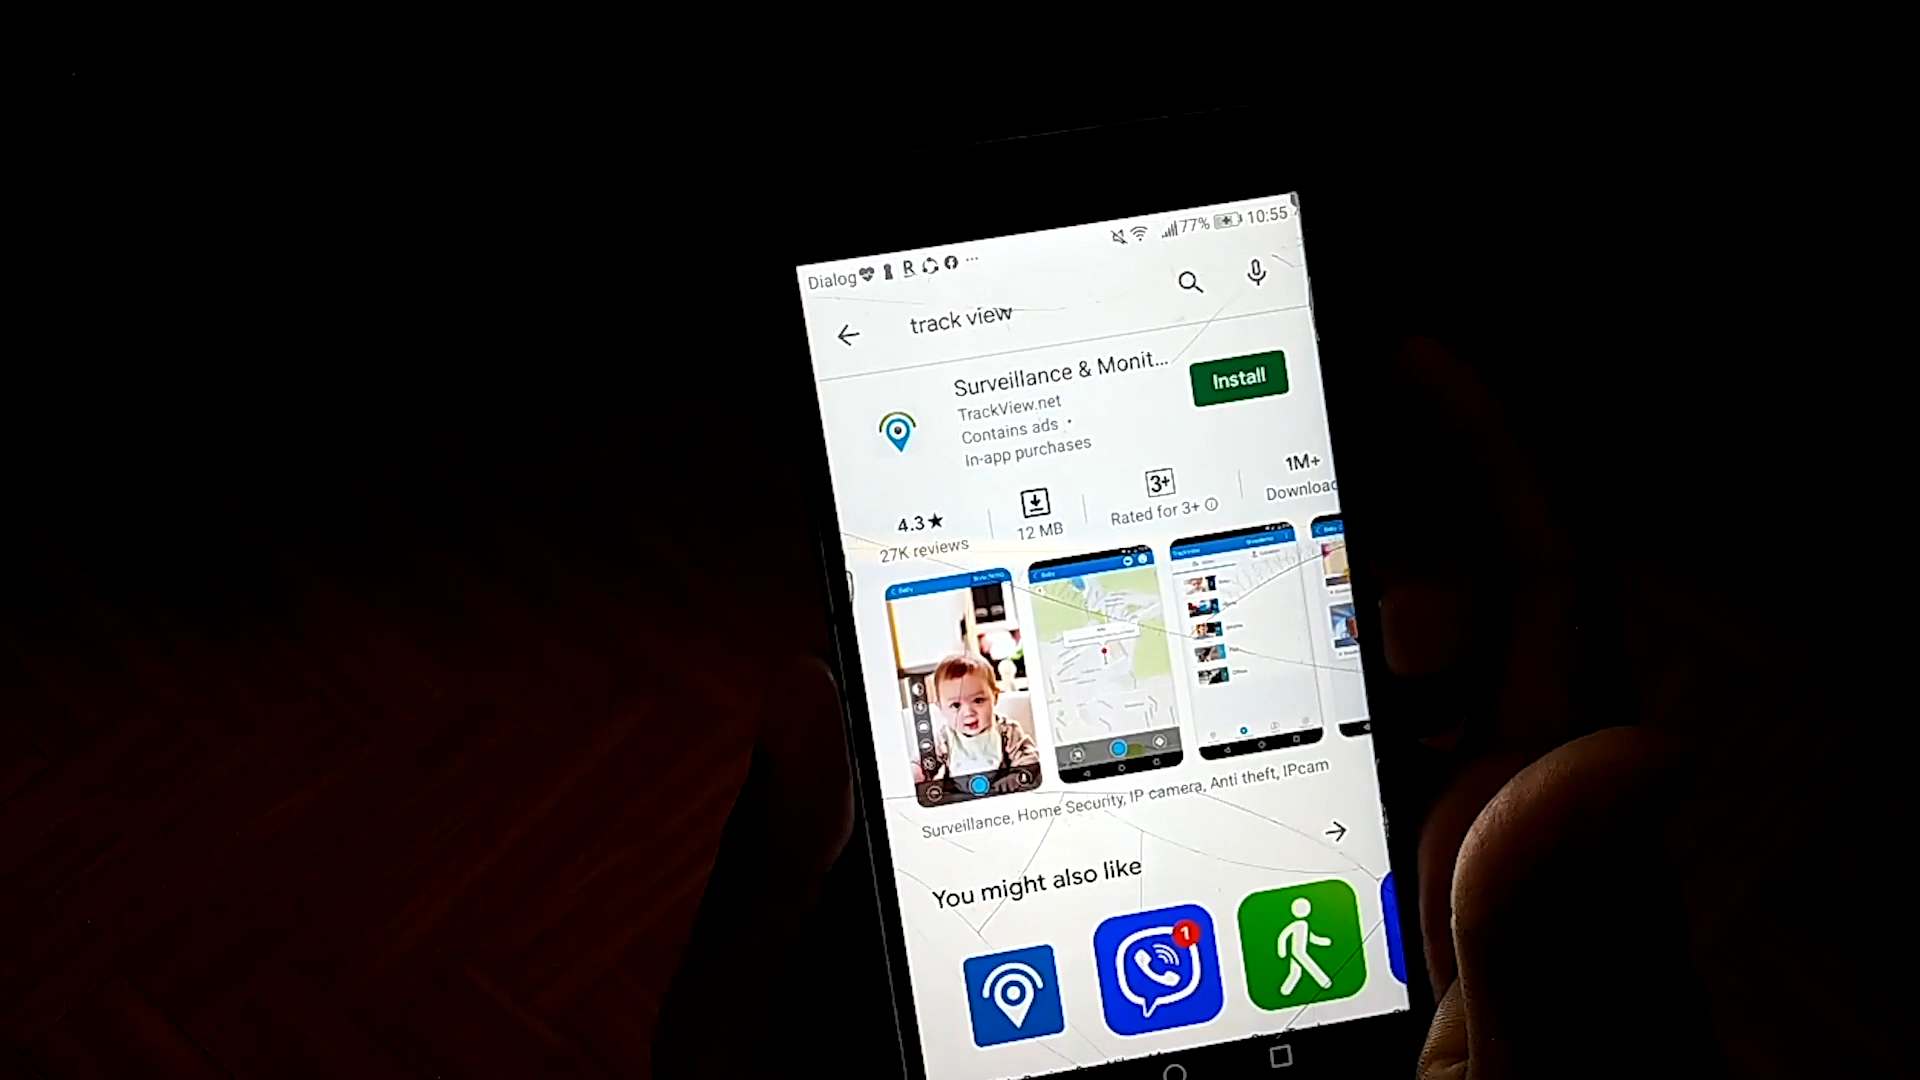 Dialog R ...
77% 10:55
track view
Surveillance & Monit...
Install
TrackView.net
Contains ads •
In-app purchases
4.3★
27K reviews
12 MB
3+
Rated for 3+
1M+
Download
Baby
Baby
Surveillance, Home Security, IP camera, Anti theft, IPcam
You might also like
1